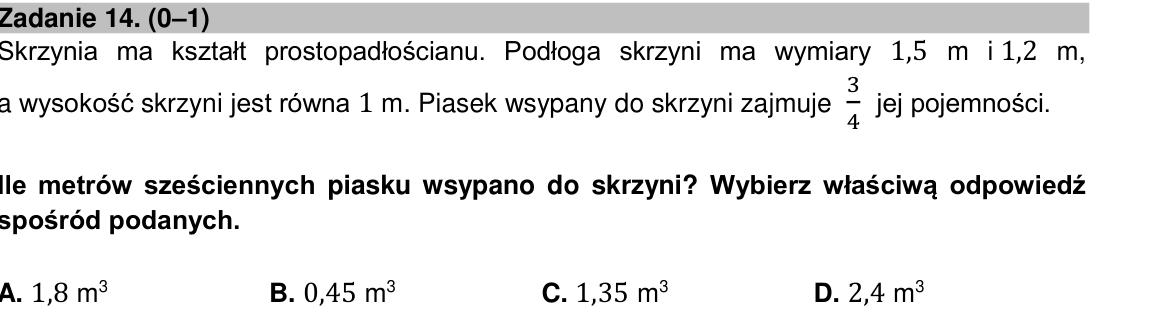 Zadanie 14. (0–1)
Skrzynia ma kształt prostopadłościanu. Podłoga skrzyni ma wymiary 1,5 m i 1,2 m,
a wysokość skrzyni jest równa 1 m. Piasek wsypany do skrzyni zajmuje 3/4 jej pojemności.
Ile metrów sześciennych piasku wsypano do skrzyni? Wybierz właściwą odpowiedź
spośród podanych.
A. 1,8 m³ B. 0,45 m³ C. 1,35 m³ D. 2,4 m³